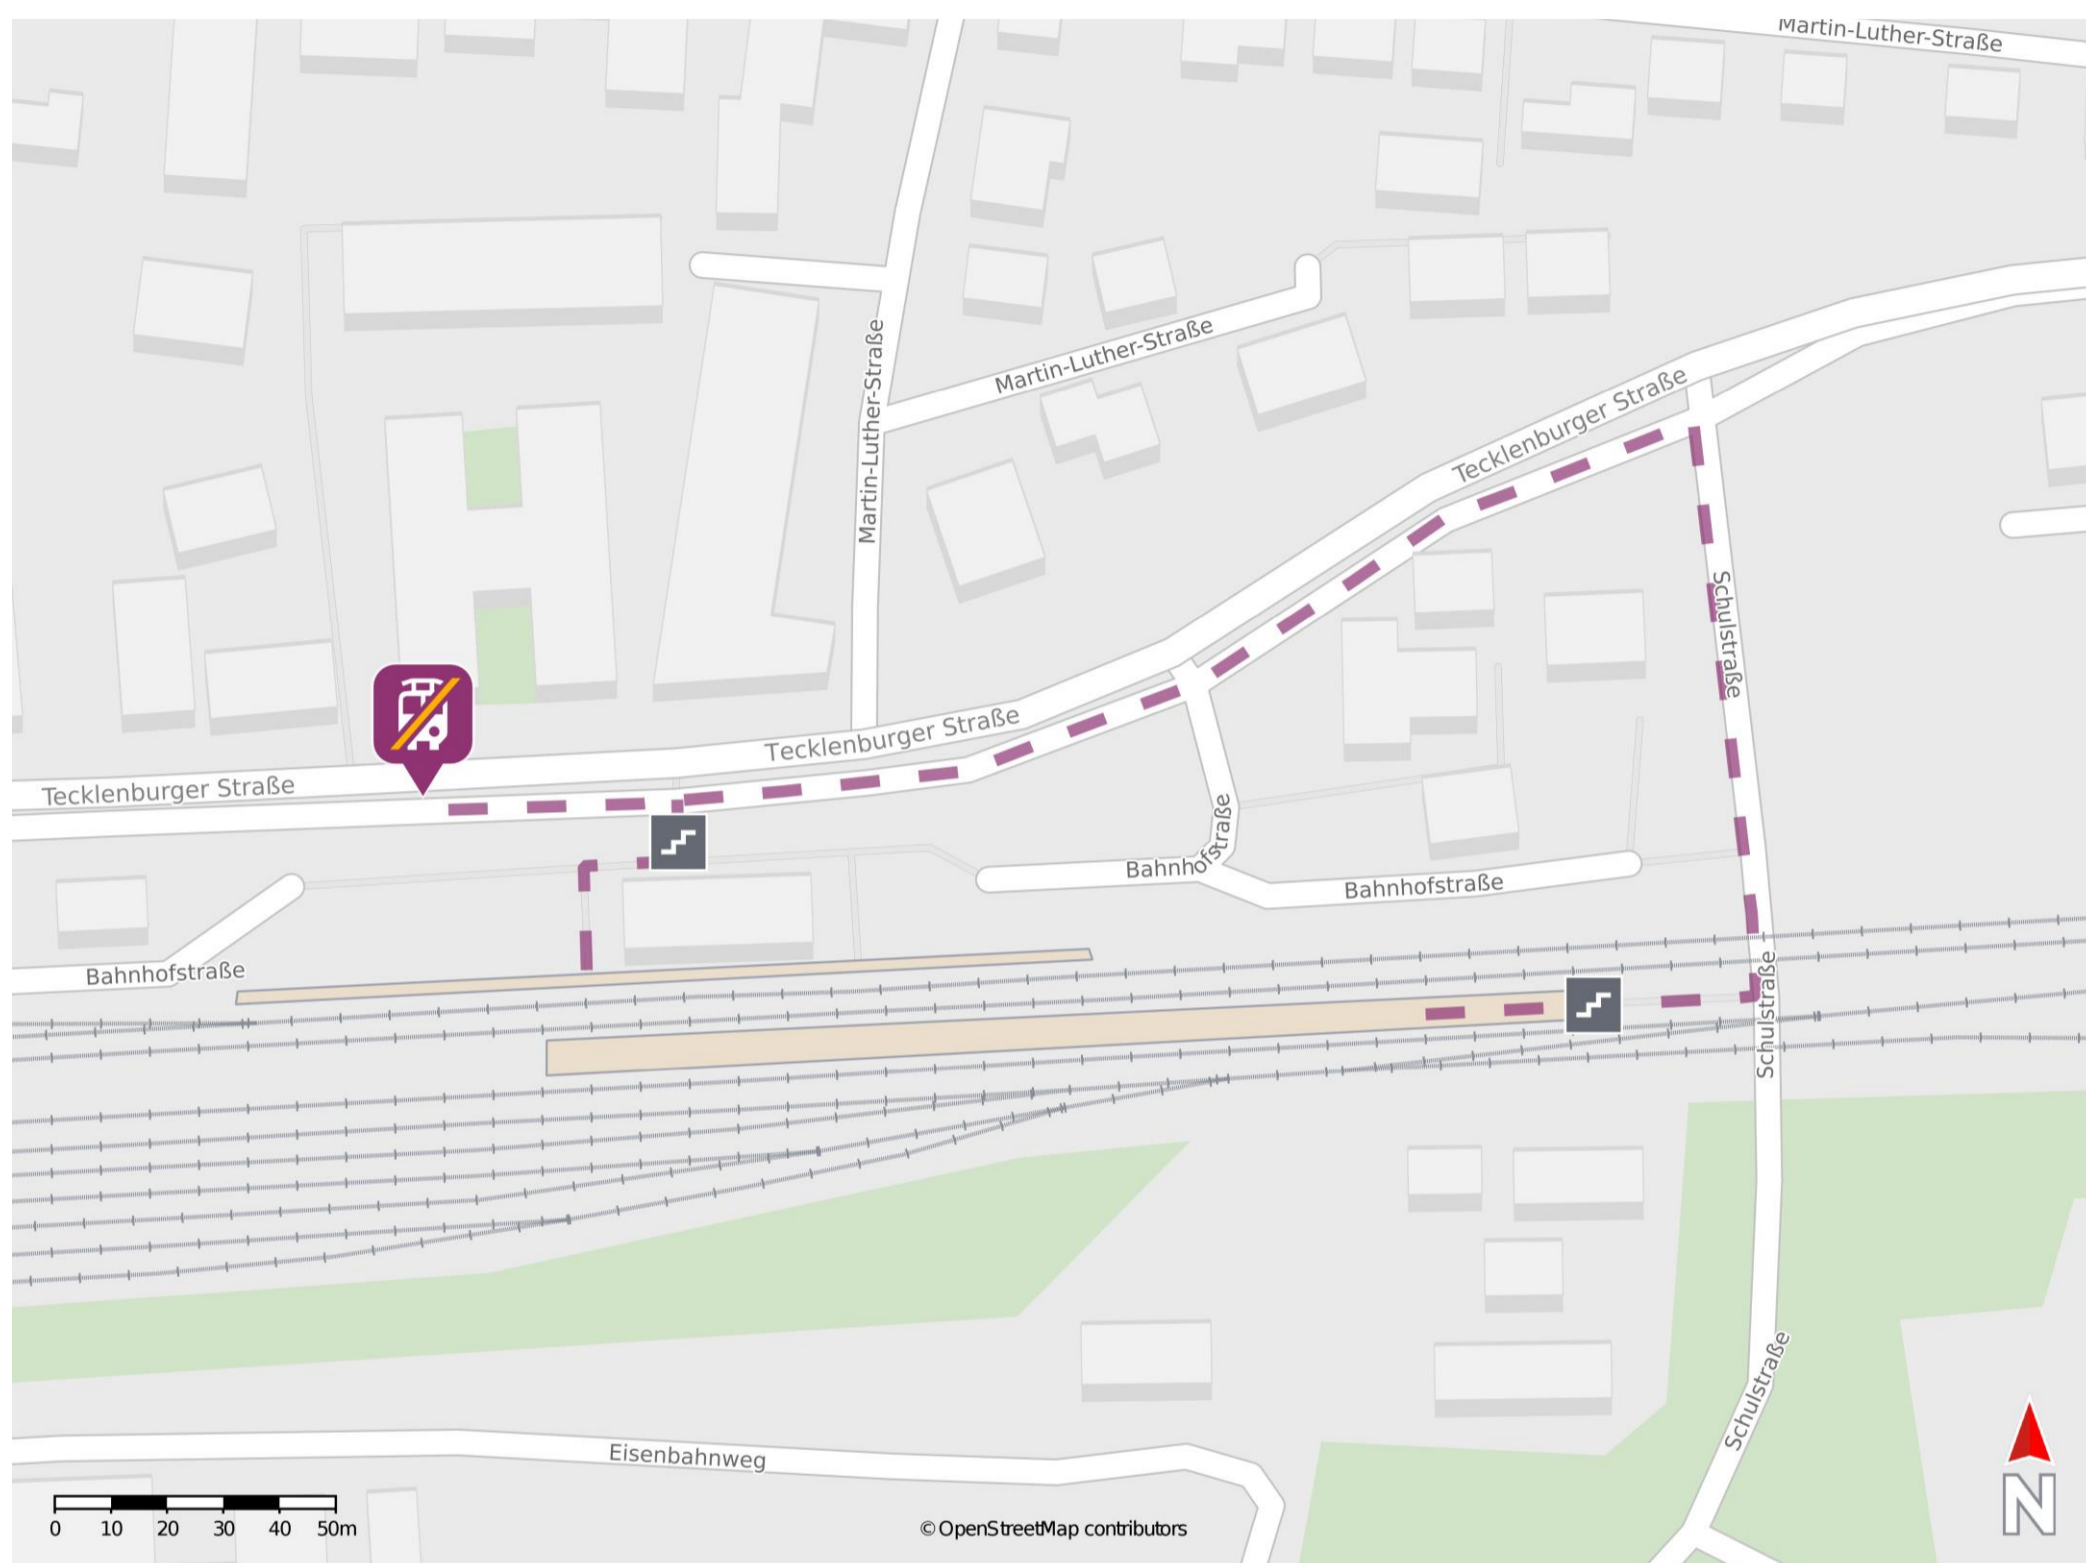 Martin-Luther-Straße
Martin-Luther-Straße
Martin-Luther-Straße
Tecklenburger Straße
Schulstraße
Tecklenburger Straße
Tecklenburger Straße
Bahnhofstraße
Bahnhofstraße
Bahnhofstraße
Schulstraße
Schulstraße
Eisenbahnweg
0 10 20 30 40 50m
© OpenStreetMap contributors
N